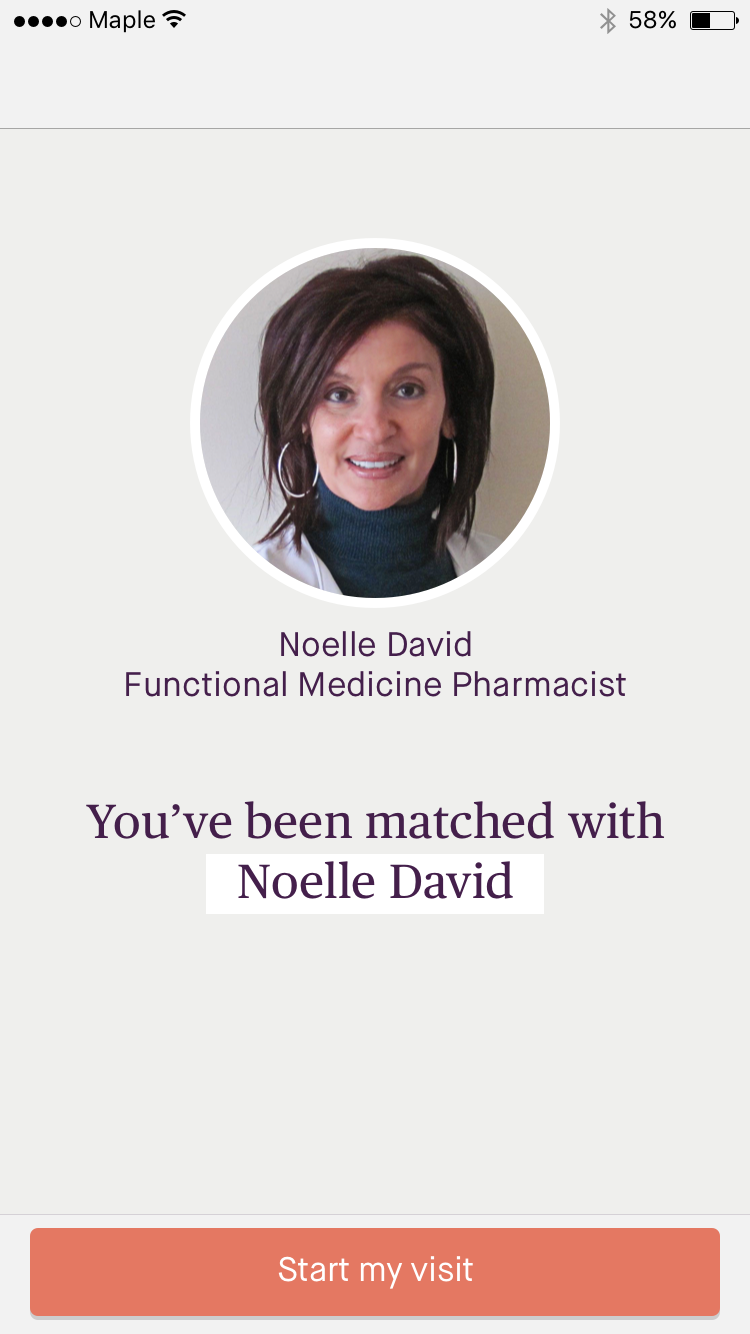 Maple 58%
Noelle David
Functional Medicine Pharmacist
You’ve been matched with
Noelle David
Start my visit